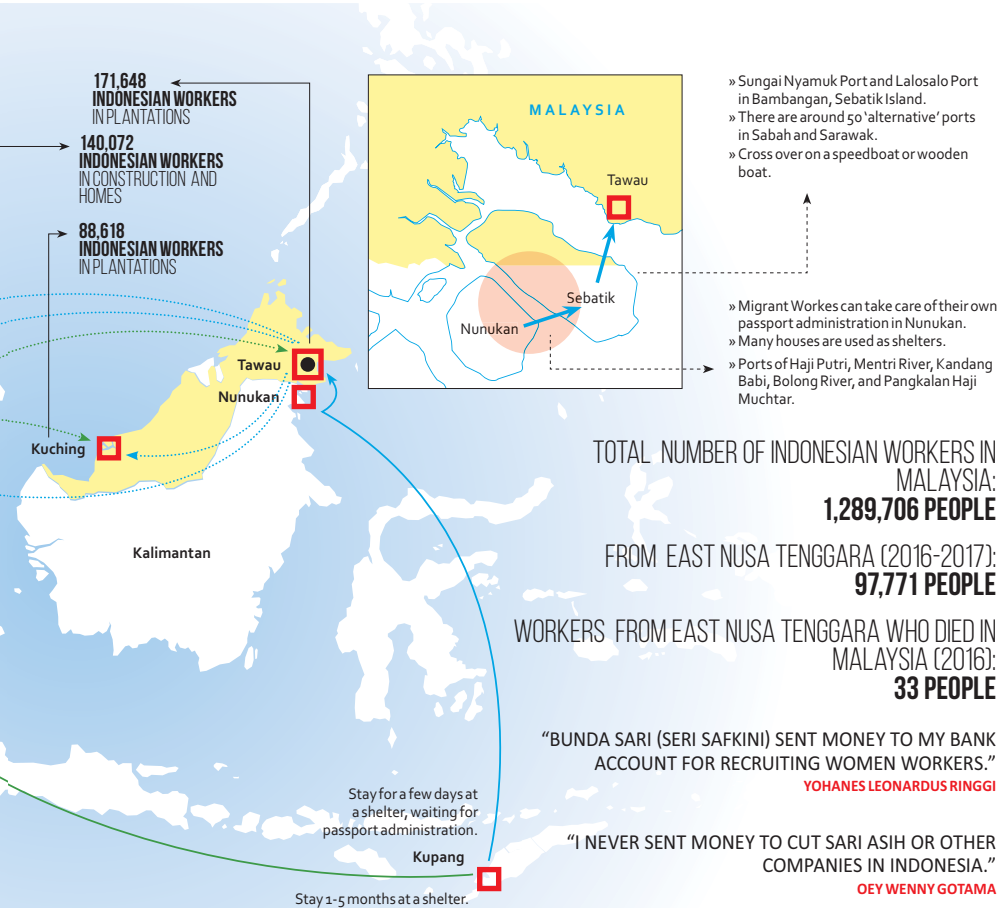 171,648
INDONESIAN WORKERS
IN PLANTATIONS
140,072
INDONESIAN WORKERS
IN CONSTRUCTION AND
HOMES
88,618
INDONESIAN WORKERS
IN PLANTATIONS
MALAYSIA
Tawau
Sebatik
Nunukan
» Sungai Nyamuk Port and Lalosalo Port
in Bambangan, Sebatik Island.
» There are around 50 ‘alternative’ ports
in Sabah and Sarawak.
» Cross over on a speedboat or wooden
boat.
» Migrant Workes can take care of their own
passport administration in Nunukan.
» Many houses are used as shelters.
» Ports of Haji Putri, Mentri River, Kandang
Babi, Bolong River, and Pangkalan Haji
Muchtar.
Tawau
Nunukan
Kuching
Kalimantan
TOTAL NUMBER OF INDONESIAN WORKERS IN
MALAYSIA:
1,289,706 PEOPLE
FROM EAST NUSA TENGGARA (2016-2017):
97,771 PEOPLE
WORKERS FROM EAST NUSA TENGGARA WHO DIED IN
MALAYSIA (2016):
33 PEOPLE
“BUNDA SARI (SERI SAFKINI) SENT MONEY TO MY BANK
ACCOUNT FOR RECRUITING WOMEN WORKERS.”
YOHANES LEONARDUS RINGGI
“I NEVER SENT MONEY TO CUT SARI ASIH OR OTHER
COMPANIES IN INDONESIA.”
OEY WENNY GOTAMA
Stay for a few days at
a shelter, waiting for
passport administration.
Kupang
Stay 1-5 months at a shelter.